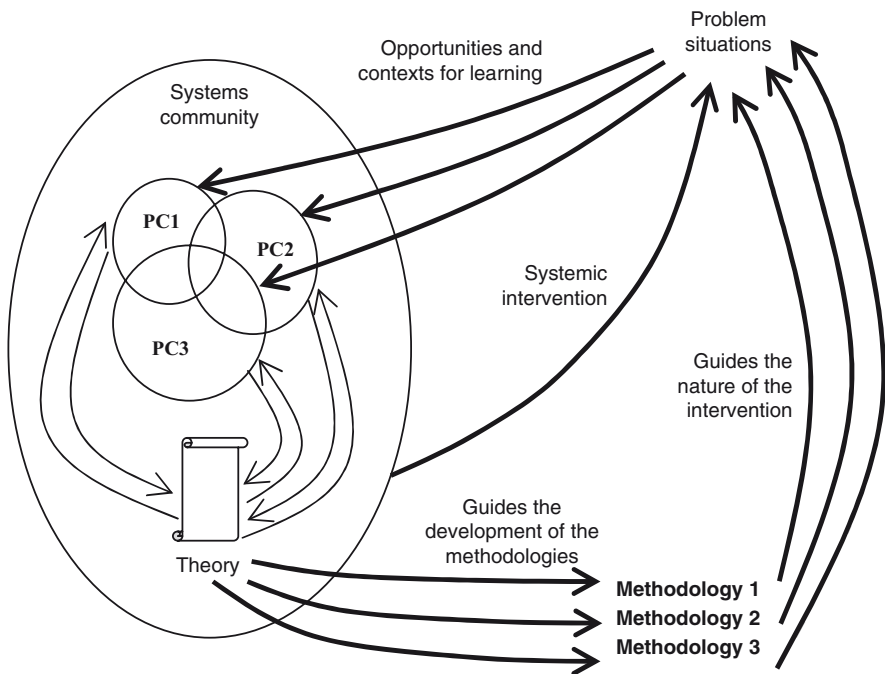 Problem
situations
Opportunities and
contexts for learning
Systems
community
PC1
PC2
PC3
Systemic
intervention
Guides the
nature of the
intervention
Guides the
development of the
methodologies
Theory
Methodology 1
Methodology 2
Methodology 3